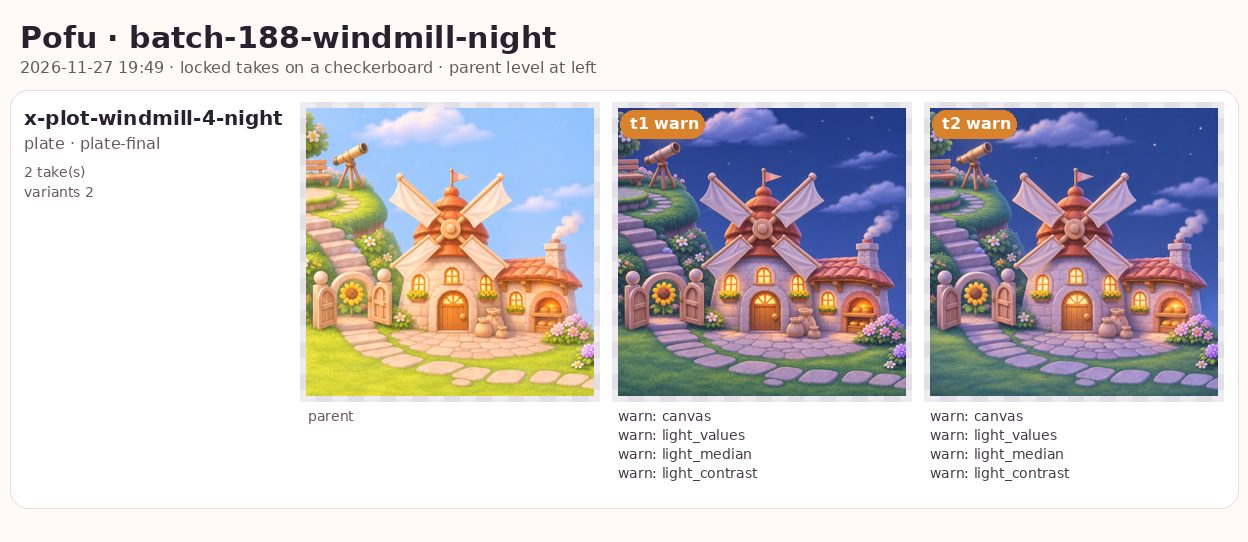 Pofu · batch-188-windmill-night
2026-11-27 19:49 · locked takes on a checkerboard · parent level at left
x-plot-windmill-4-night
plate · plate-final
2 take(s)
variants 2
parent
t1 warn
warn: canvas
warn: light_values
warn: light_median
warn: light_contrast
t2 warn
warn: canvas
warn: light_values
warn: light_median
warn: light_contrast